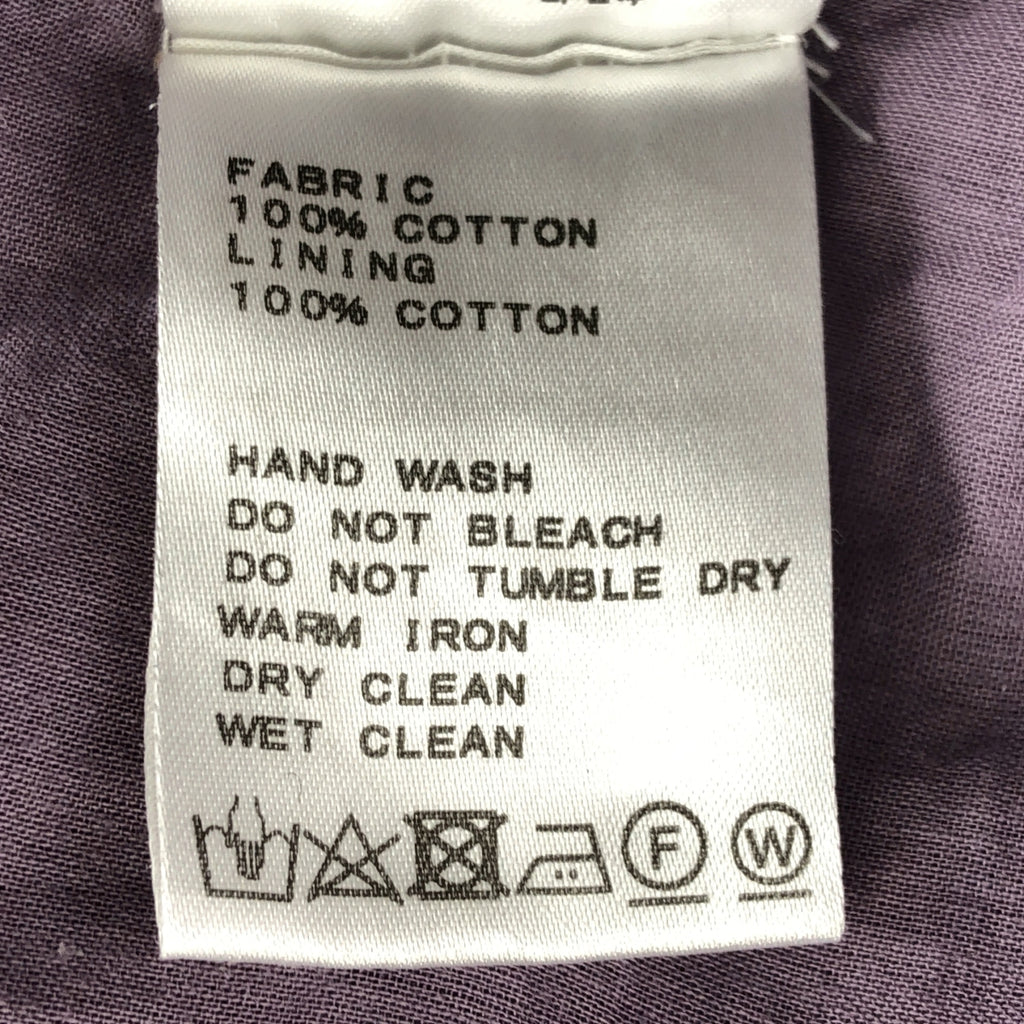 FABRIC
100% COTTON
LINING
100% COTTON
HAND WASH
DO NOT BLEACH
DO NOT TUMBLE DRY
WARM IRON
DRY CLEAN
WET CLEAN
F W